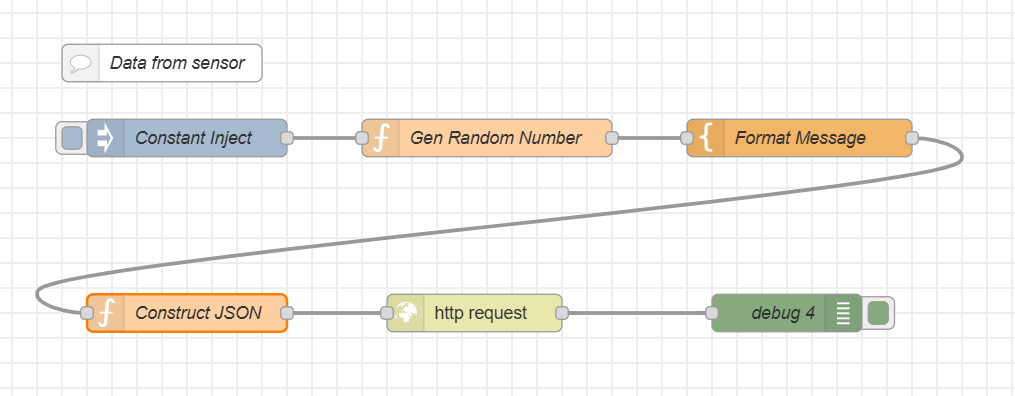 Data from sensor
Constant Inject
Gen Random Number
Format Message
Construct JSON
http request
debug 4